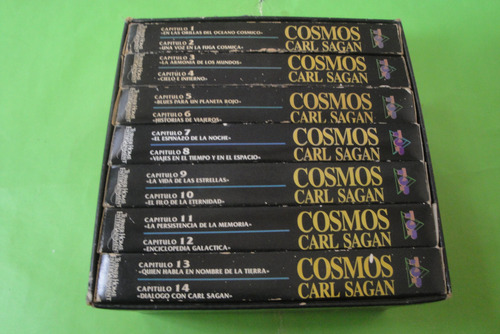 CAPITULO 1
«EN LAS ORILLAS DEL OCEANO COSMICO»
CAPITULO 2
«UNA VOZ EN LA FUGA COSMICA»
COSMOS
CARL SAGAN
CAPITULO 3
«LA ARMONIA DE LOS MUNDOS»
CAPITULO 4
«CIELO E INFIERNO»
COSMOS
CARL SAGAN
CAPITULO 5
«BLUES PARA UN PLANETA ROJO»
CAPITULO 6
«HISTORIAS DE VIAJEROS»
COSMOS
CARL SAGAN
CAPITULO 7
«EL ESPINAZO DE LA NOCHE»
CAPITULO 8
«VIAJES EN EL TIEMPO Y EN EL ESPACIO»
COSMOS
CARL SAGAN
CAPITULO 9
«LA VIDA DE LAS ESTRELLAS»
CAPITULO 10
«EL FILO DE LA ETERNIDAD»
COSMOS
CARL SAGAN
CAPITULO 11
«LA PERSISTENCIA DE LA MEMORIA»
CAPITULO 12
«ENCICLOPEDIA GALACTICA»
COSMOS
CARL SAGAN
CAPITULO 13
«QUIEN HABLA EN NOMBRE DE LA TIERRA»
CAPITULO 14
«DIALOGO CON CARL SAGAN»
COSMOS
CARL SAGAN